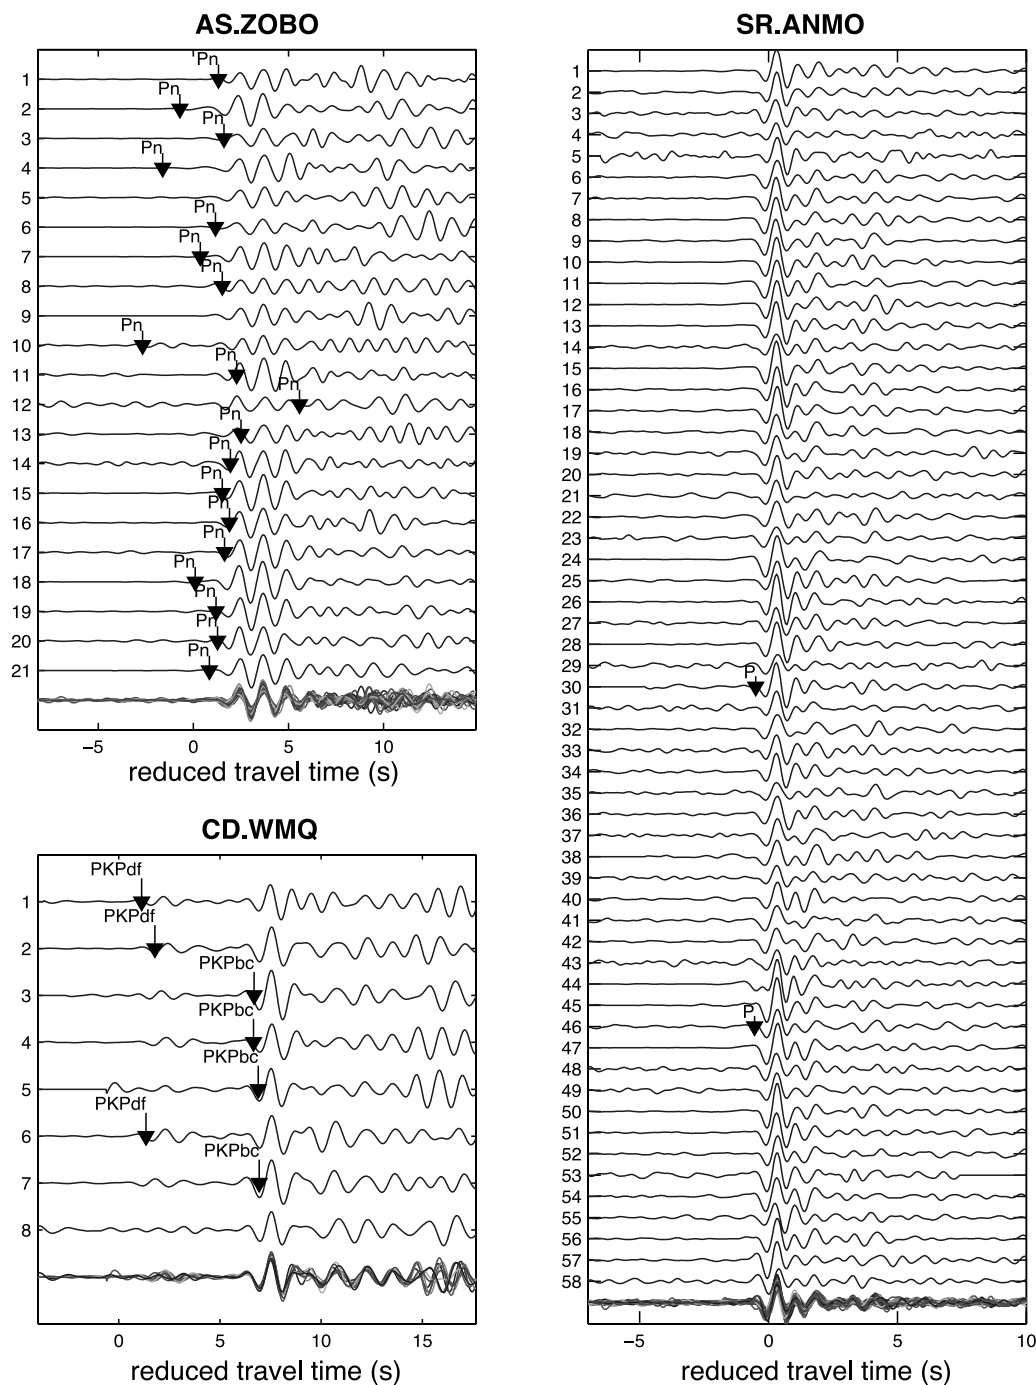 AS.ZOBO
Pn
1
Pn
2
Pn
3
Pn
4
5
Pn
6
Pn
7
Pn
8
9
Pn
10
Pn
11
Pn
12
Pn
13
Pn
14
Pn
15
Pn
16
Pn
17
Pn
18
Pn
19
Pn
20
Pn
21
−5 0 5 10
reduced travel time (s)
CD.WMQ
PKPdf
1
PKPdf
2
PKPbc
3
PKPbc
4
PKPbc
5
PKPdf
6
PKPbc
7
8
0 5 10 15
reduced travel time (s)
SR.ANMO
1
2
3
4
5
6
7
8
9
10
11
12
13
14
15
16
17
18
19
20
21
22
23
24
25
26
27
28
29
P
30
31
32
33
34
35
36
37
38
39
40
41
42
43
44
45
P
46
47
48
49
50
51
52
53
54
55
56
57
58
−5 0 5 10
reduced travel time (s)